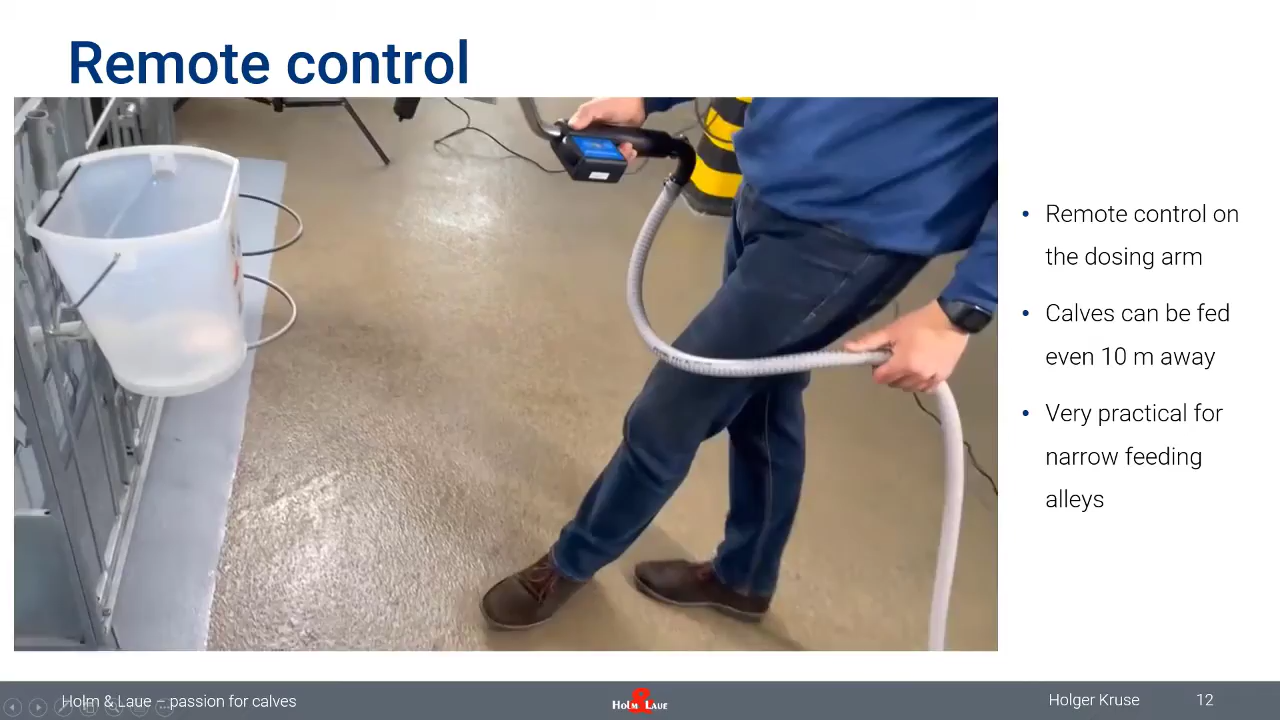 Remote control
• Remote control on
the dosing arm
• Calves can be fed
even 10 m away
• Very practical for
narrow feeding
alleys
Holm & Laue – passion for calves
Holm & Laue
Holger Kruse
12